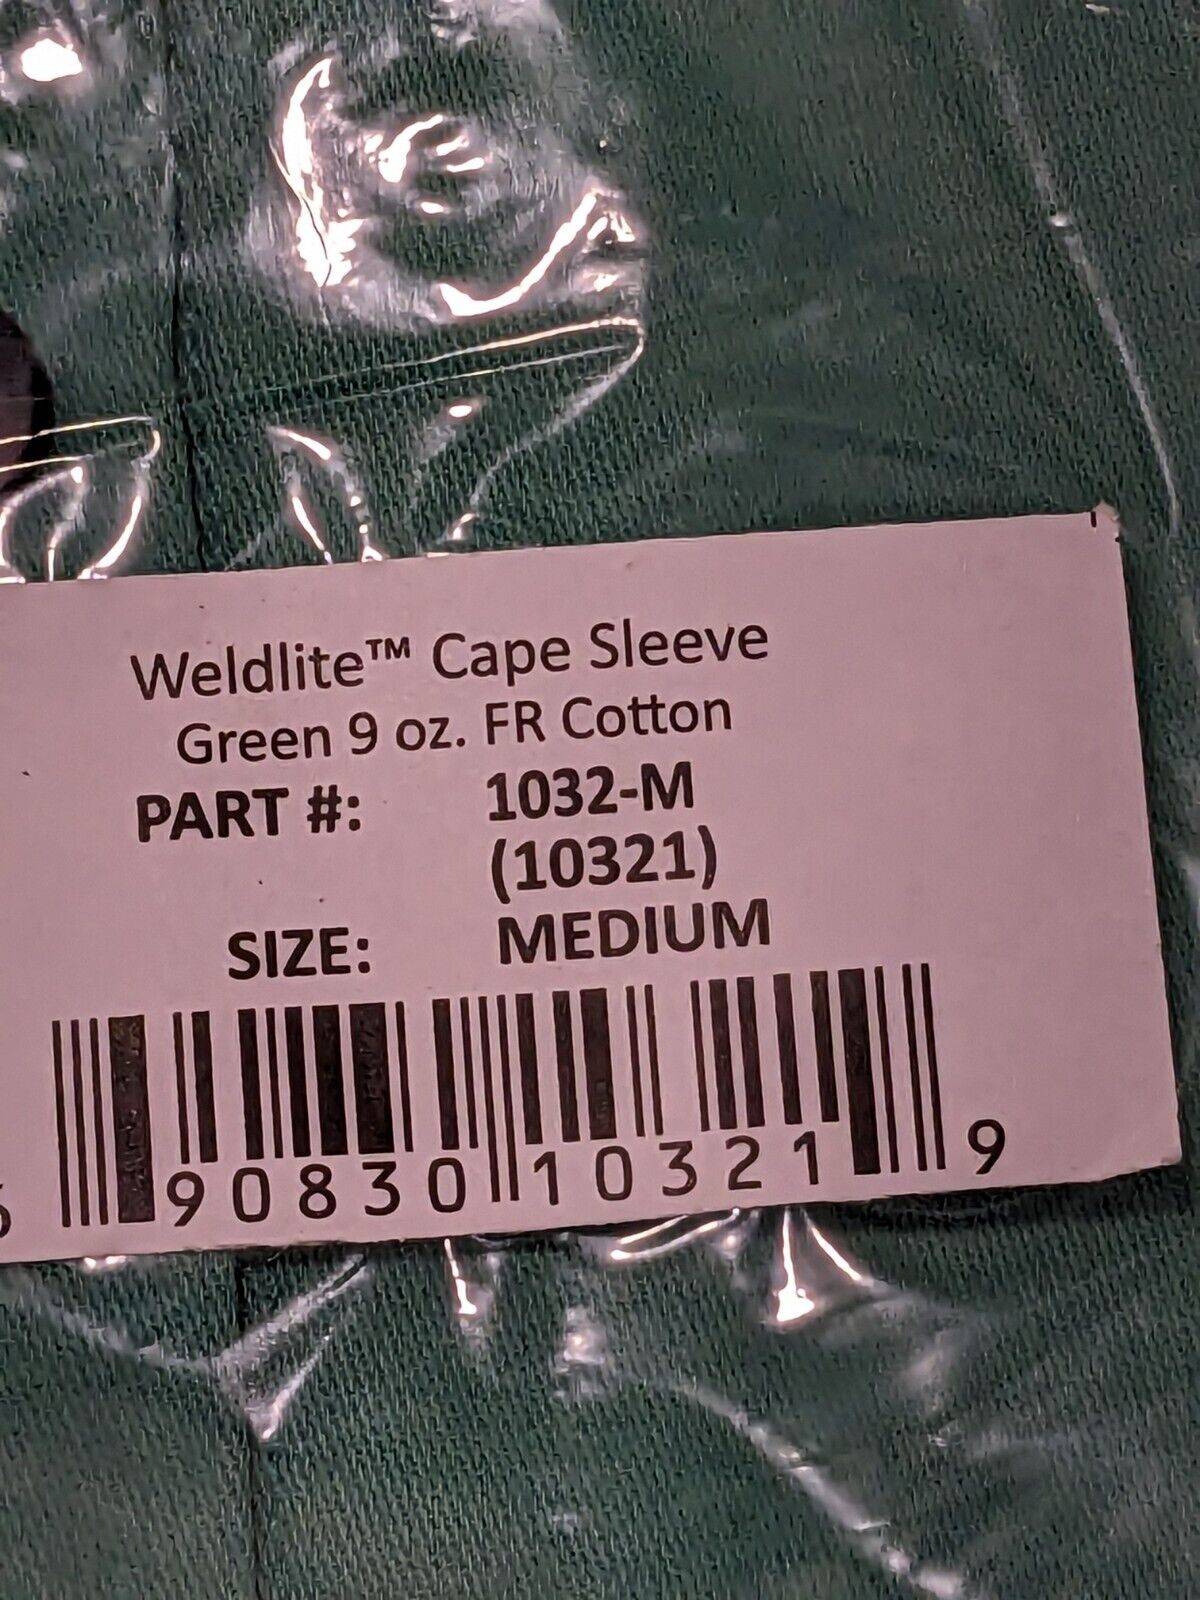 Weldlite™ Cape Sleeve
Green 9 oz. FR Cotton
PART #: 1032-M
(10321)
SIZE: MEDIUM
90830 10321 9